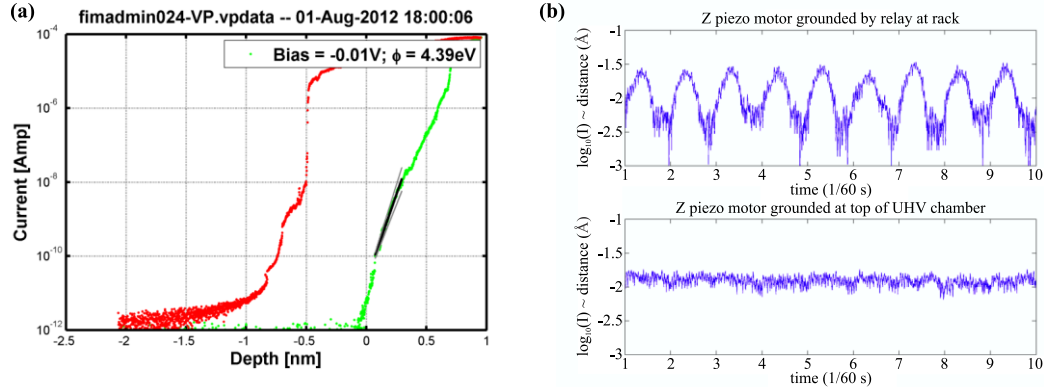 (a)
fimadmin024-VP.vpdata -- 01-Aug-2012 18:00:06
Bias = -0.01V; ϕ = 4.39eV
Current [Amp]
10⁻⁴
10⁻⁶
10⁻⁸
10⁻¹⁰
10⁻¹²
-2.5 -2 -1.5 -1 -0.5 0 0.5 1
Depth [nm]
(b)
Z piezo motor grounded by relay at rack
log₁₀(I) ~ distance (Å)
-1
-1.5
-2
-2.5
-3
1 2 3 4 5 6 7 8 9 10
time (1/60 s)
Z piezo motor grounded at top of UHV chamber
log₁₀(I) ~ distance (Å)
-1
-1.5
-2
-2.5
-3
1 2 3 4 5 6 7 8 9 10
time (1/60 s)